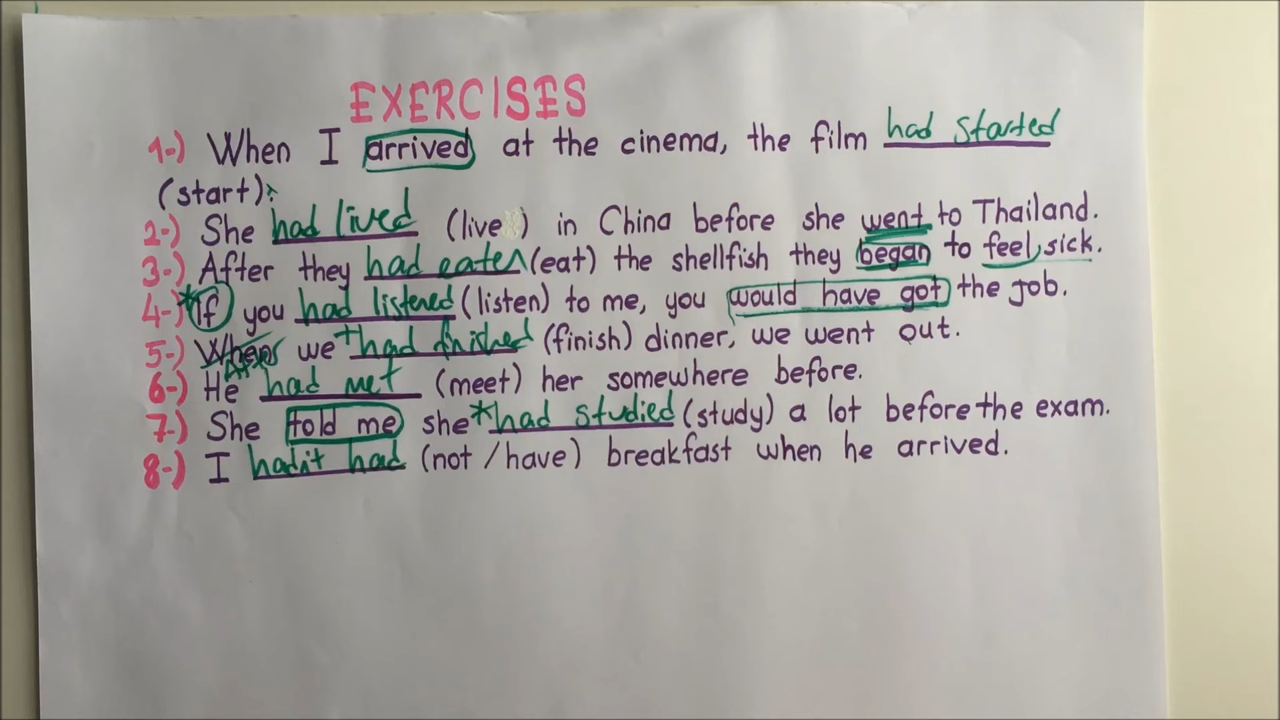 EXERCISES
1-) When I arrived at the cinema, the film had started
(start).
2-) She had lived (live ) in China before she went to Thailand.
3-) After they had eaten (eat) the shellfish they began to feel sick.
4-) *If you had listened (listen) to me, you would have got the job.
5-) When After we had finished (finish) dinner, we went out.
6-) He had met (meet) her somewhere before.
7-) She told me she *had studied (study) a lot before the exam.
8-) I hadn't had (not / have) breakfast when he arrived.